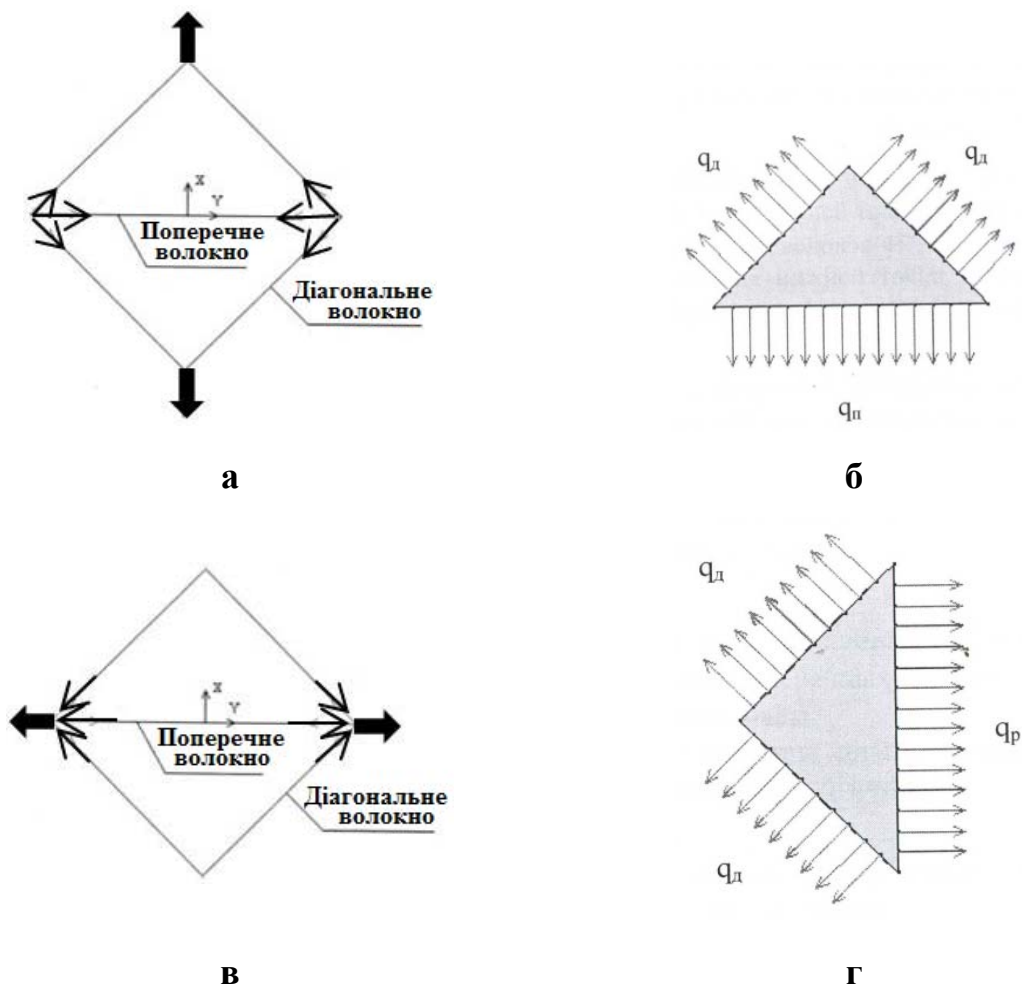 X
Y
Поперечне
волокно
Діагональне
волокно
qд
qд
qп
а
б
X
Y
Поперечне
волокно
Діагональне
волокно
qд
qр
qд
в
г